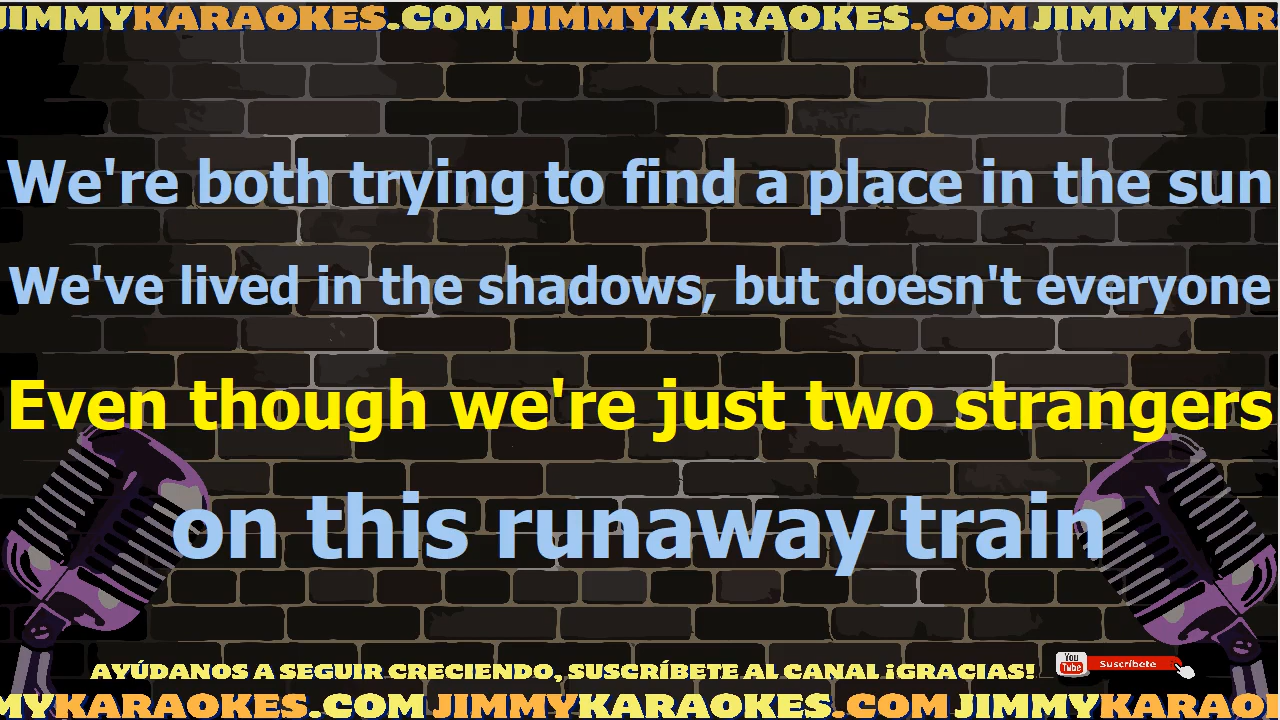 JIMMYKARAOKES.COM JIMMYKARAOKES.COM JIMMYKAR
We're both trying to find a place in the sun
We've lived in the shadows, but doesn't everyone
Even though we're just two strangers
on this runaway train
AYÚDANOS A SEGUIR CRECIENDO, SUSCRÍBETE AL CANAL ¡GRACIAS!
You Tube Suscríbete
MYKARAOKES.COM JIMMYKARAOKES.COM JIMMYKARAOK